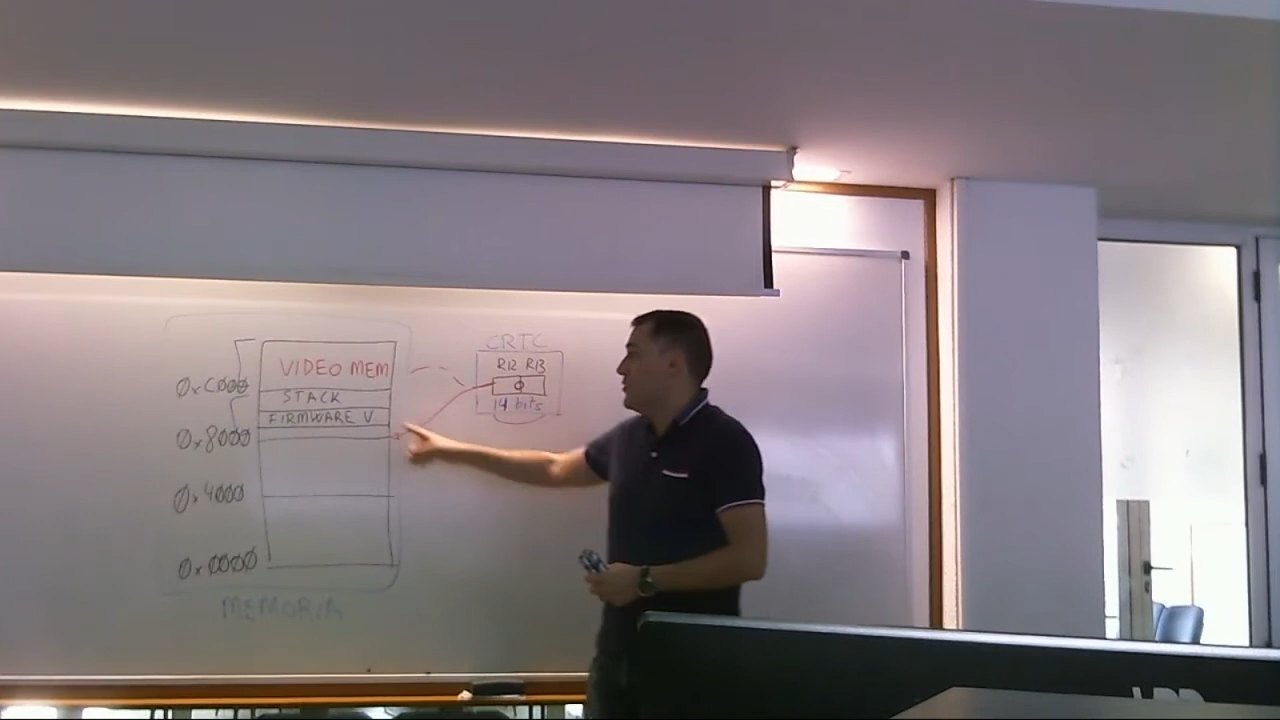 VIDEO MEM
0xC000
STACK
FIRMWARE V
0x8000
0x4000
0x0000
MEMORIA
CRTC
R12 R13
0
14 bits